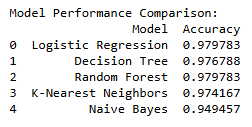 Model Performance Comparison:
Model Accuracy
0 Logistic Regression 0.979783
1 Decision Tree 0.976788
2 Random Forest 0.979783
3 K-Nearest Neighbors 0.974167
4 Naive Bayes 0.949457